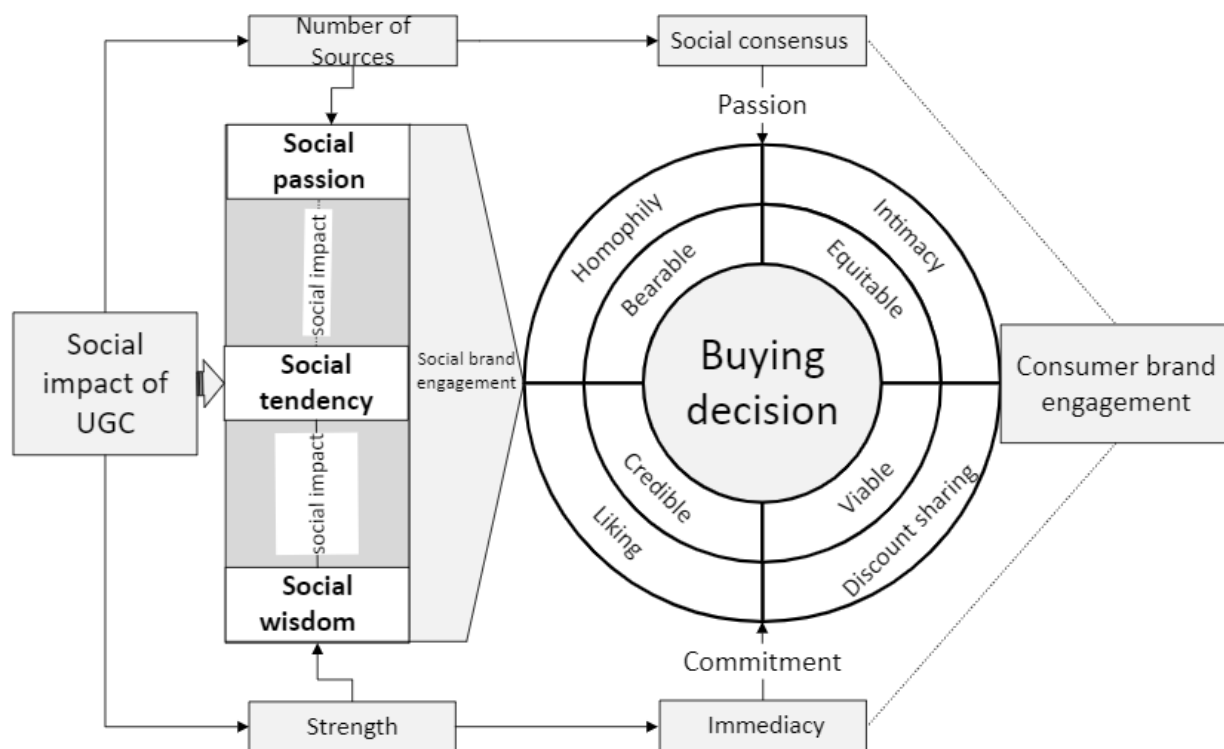 Number of
Sources
Social consensus
Passion
Social
passion
social impact
Homophily
Intimacy
Bearable
Equitable
Social
impact of
UGC
Social
tendency
Social brand
engagement
Buying
decision
Consumer brand
engagement
social impact
Credible
Viable
Liking
Discount sharing
Social
wisdom
Commitment
Strength
Immediacy